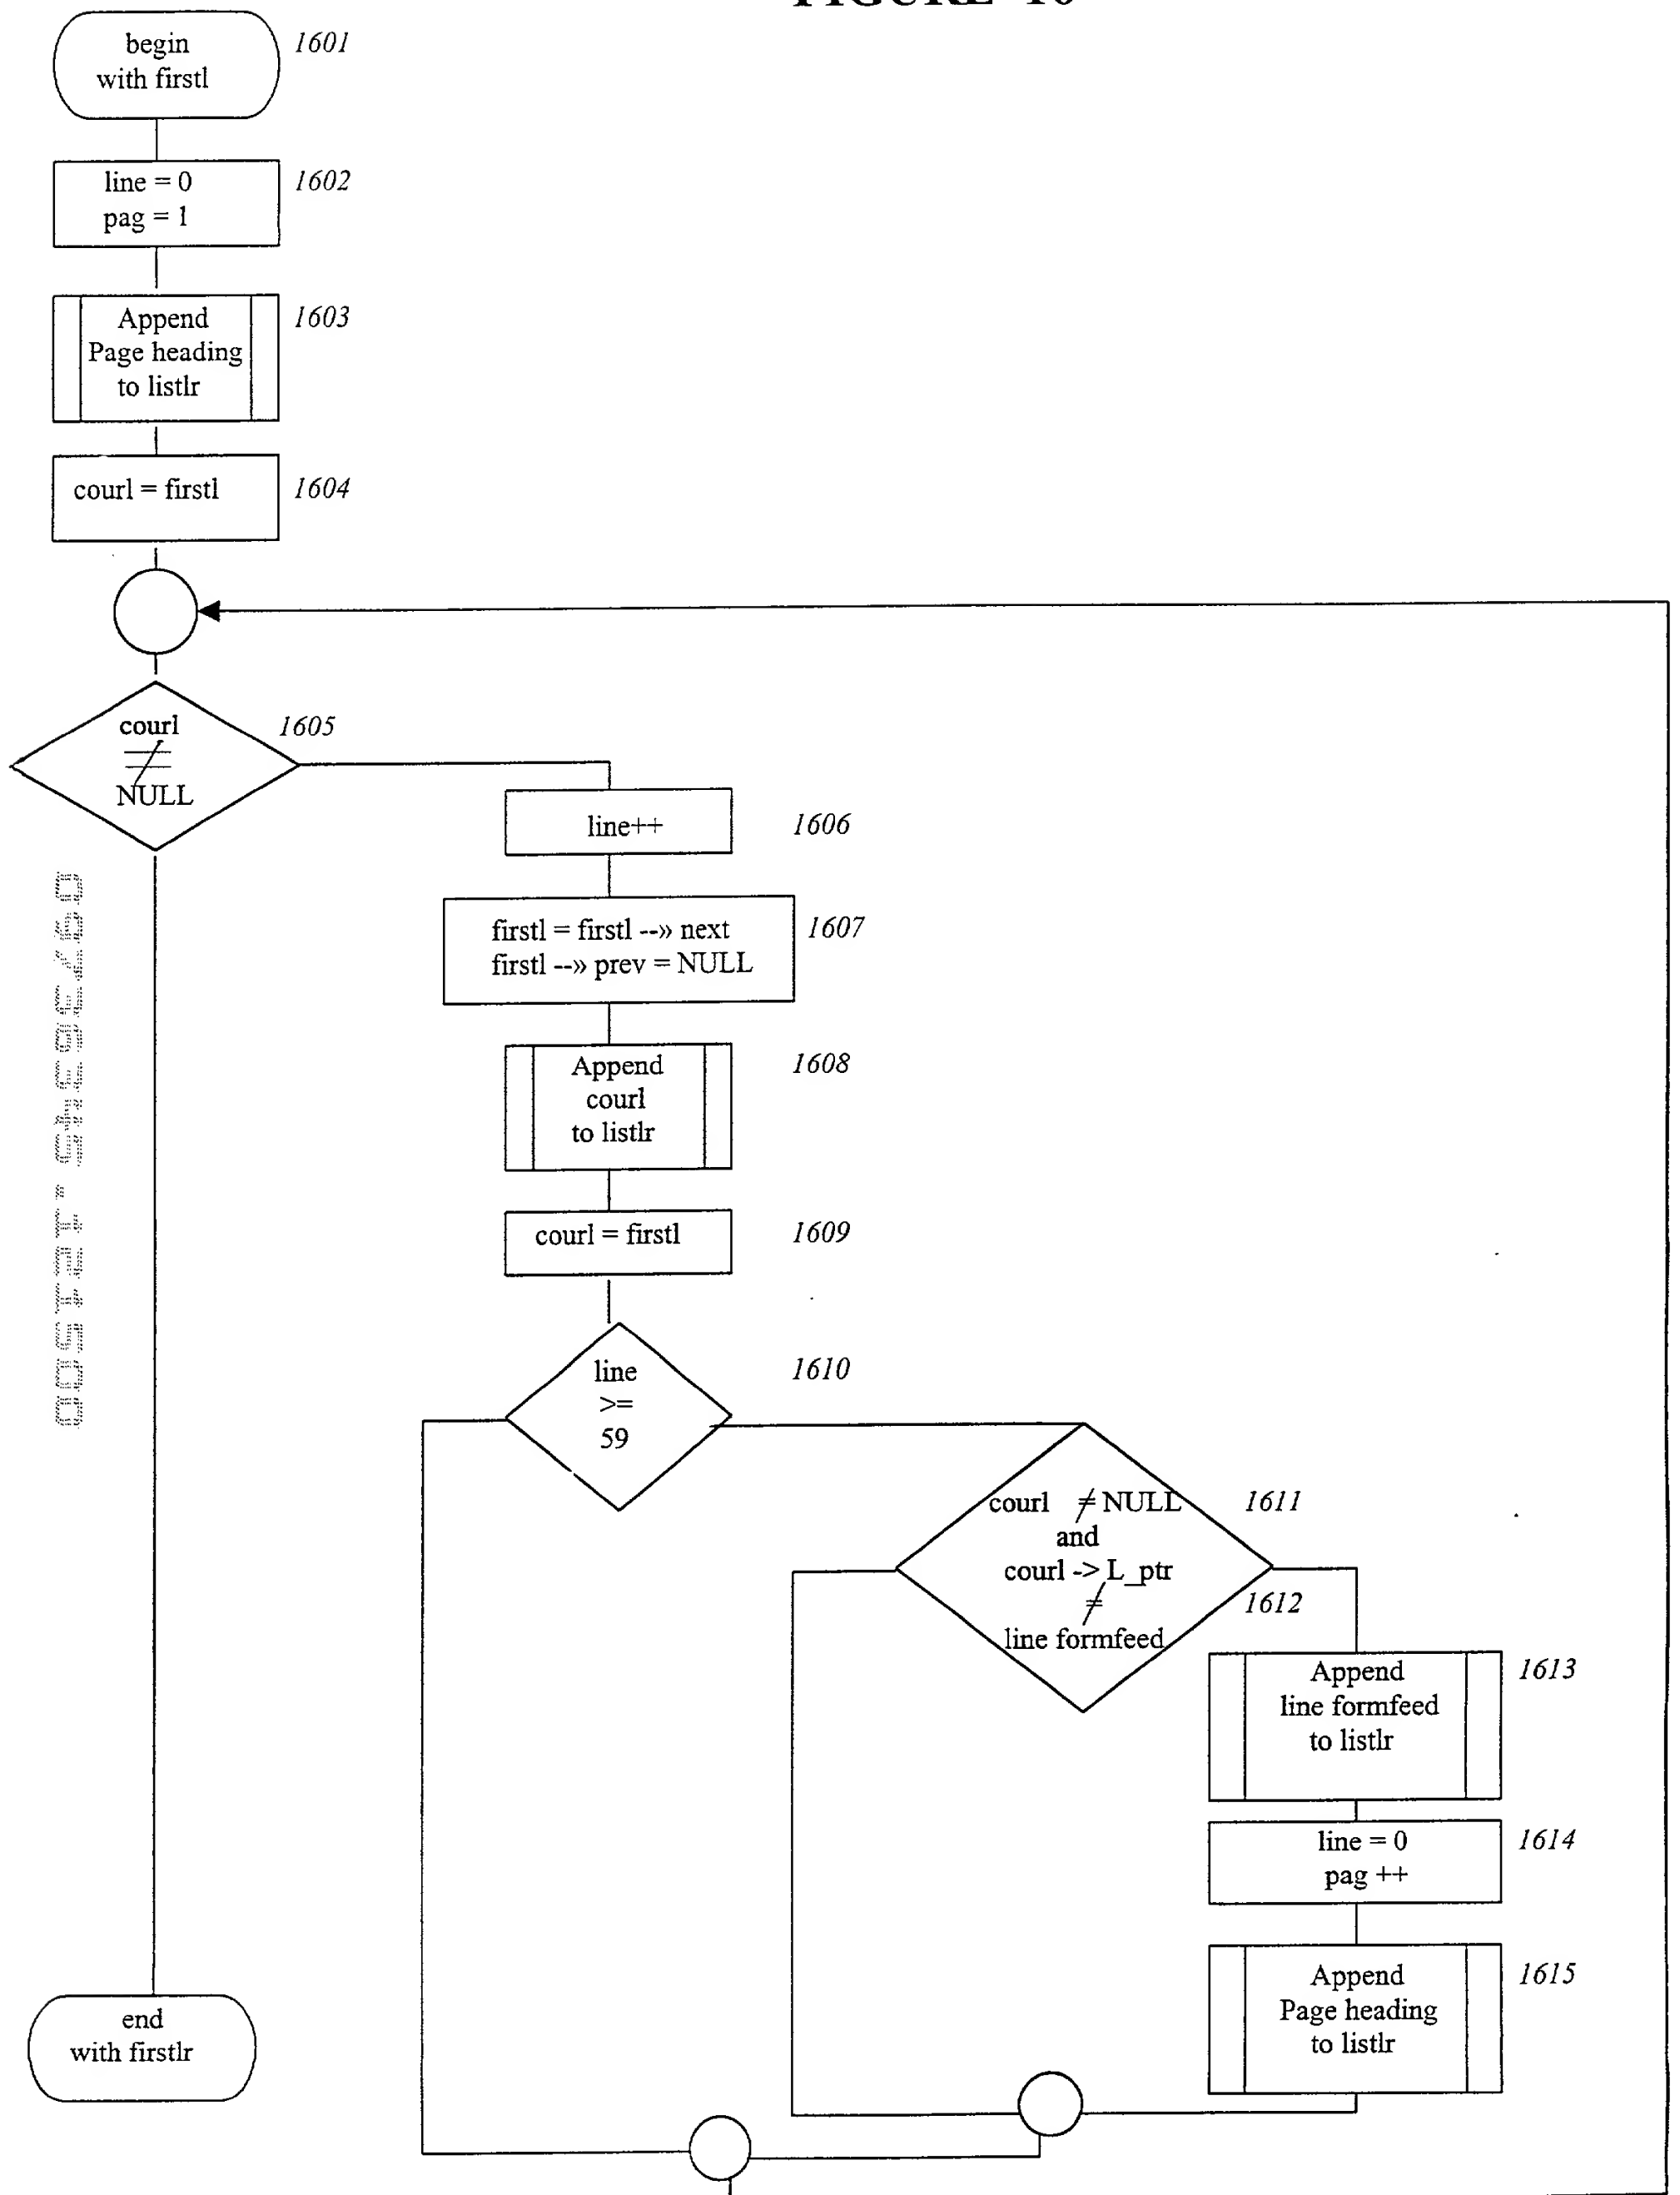 begin
with firstl
1601
line = 0
pag = 1
1602
Append
Page heading
to listlr
1603
courl = firstl
1604
courl
≠
NULL
1605
line++
1606
firstl = firstl --» next
firstl --» prev = NULL
1607
Append
courl
to listlr
1608
courl = firstl
1609
line
>=
59
1610
courl ≠ NULL
and
courl -> L_ptr
≠
line formfeed
1611
1612
Append
line formfeed
to listlr
1613
line = 0
pag ++
1614
Append
Page heading
to listlr
1615
end
with firstlr